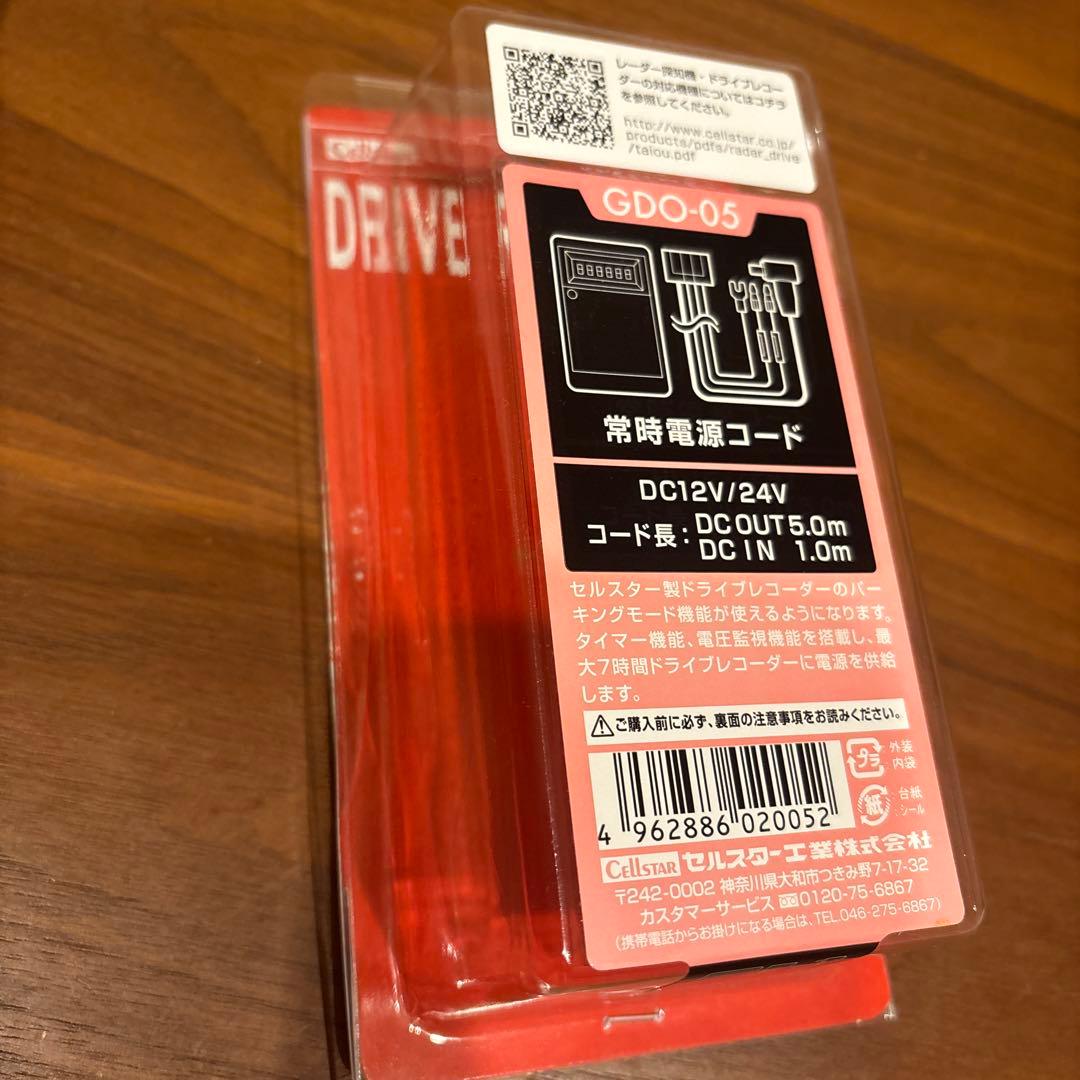 レーダー探知機・ドライブレコー
ダーの対応機種についてはコチラ
を参照してください。
http://www.cellstar.co.jp/
products/pdfs/radar_drive
/taiou.pdf
DRIVE
GDO-05
常時電源コード
DC12V/24V
コード長：DC OUT 5.0m
DC IN 1.0m
セルスター製ドライブレコーダーのパー
キングモード機能が使えるようになります。
タイマー機能、電圧監視機能を搭載し、最
大7時間ドライブレコーダーに電源を供給
します。
ご購入前に必ず、裏面の注意事項をお読みください。
プラ
外装
内袋
紙
台紙
シール
4 962886 020052
CELLSTAR セルスター工業株式会社
〒242-0002 神奈川県大和市つきみ野7-17-32
カスタマーサービス 0120-75-6867
(携帯電話からお掛けになる場合は、TEL.046-275-6867)